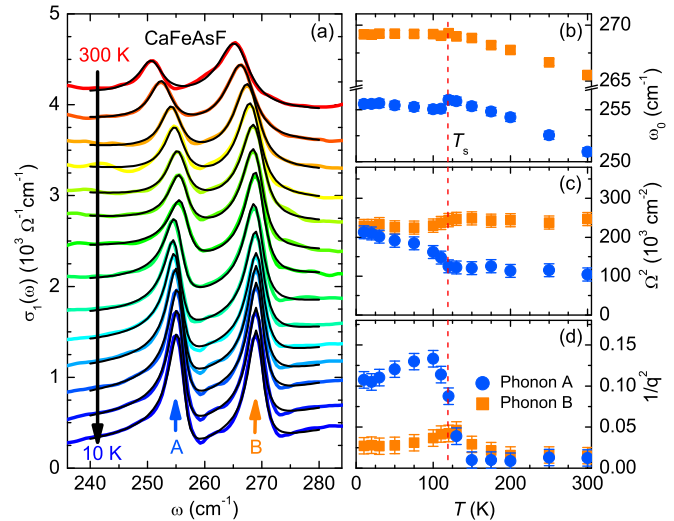 CaFeAsF
(a)
300 K
10 K
A
B
σ₁(ω) (10³ Ω⁻¹cm⁻¹)
0
1
2
3
4
5
240
250
260
270
280
ω (cm⁻¹)
(b)
270
265
255
250
ω₀ (cm⁻¹)
Tₛ
(c)
300
200
100
0
Ω² (10³ cm⁻²)
(d)
Phonon A
Phonon B
0.15
0.10
0.05
0.00
1/q²
0
100
200
300
T (K)